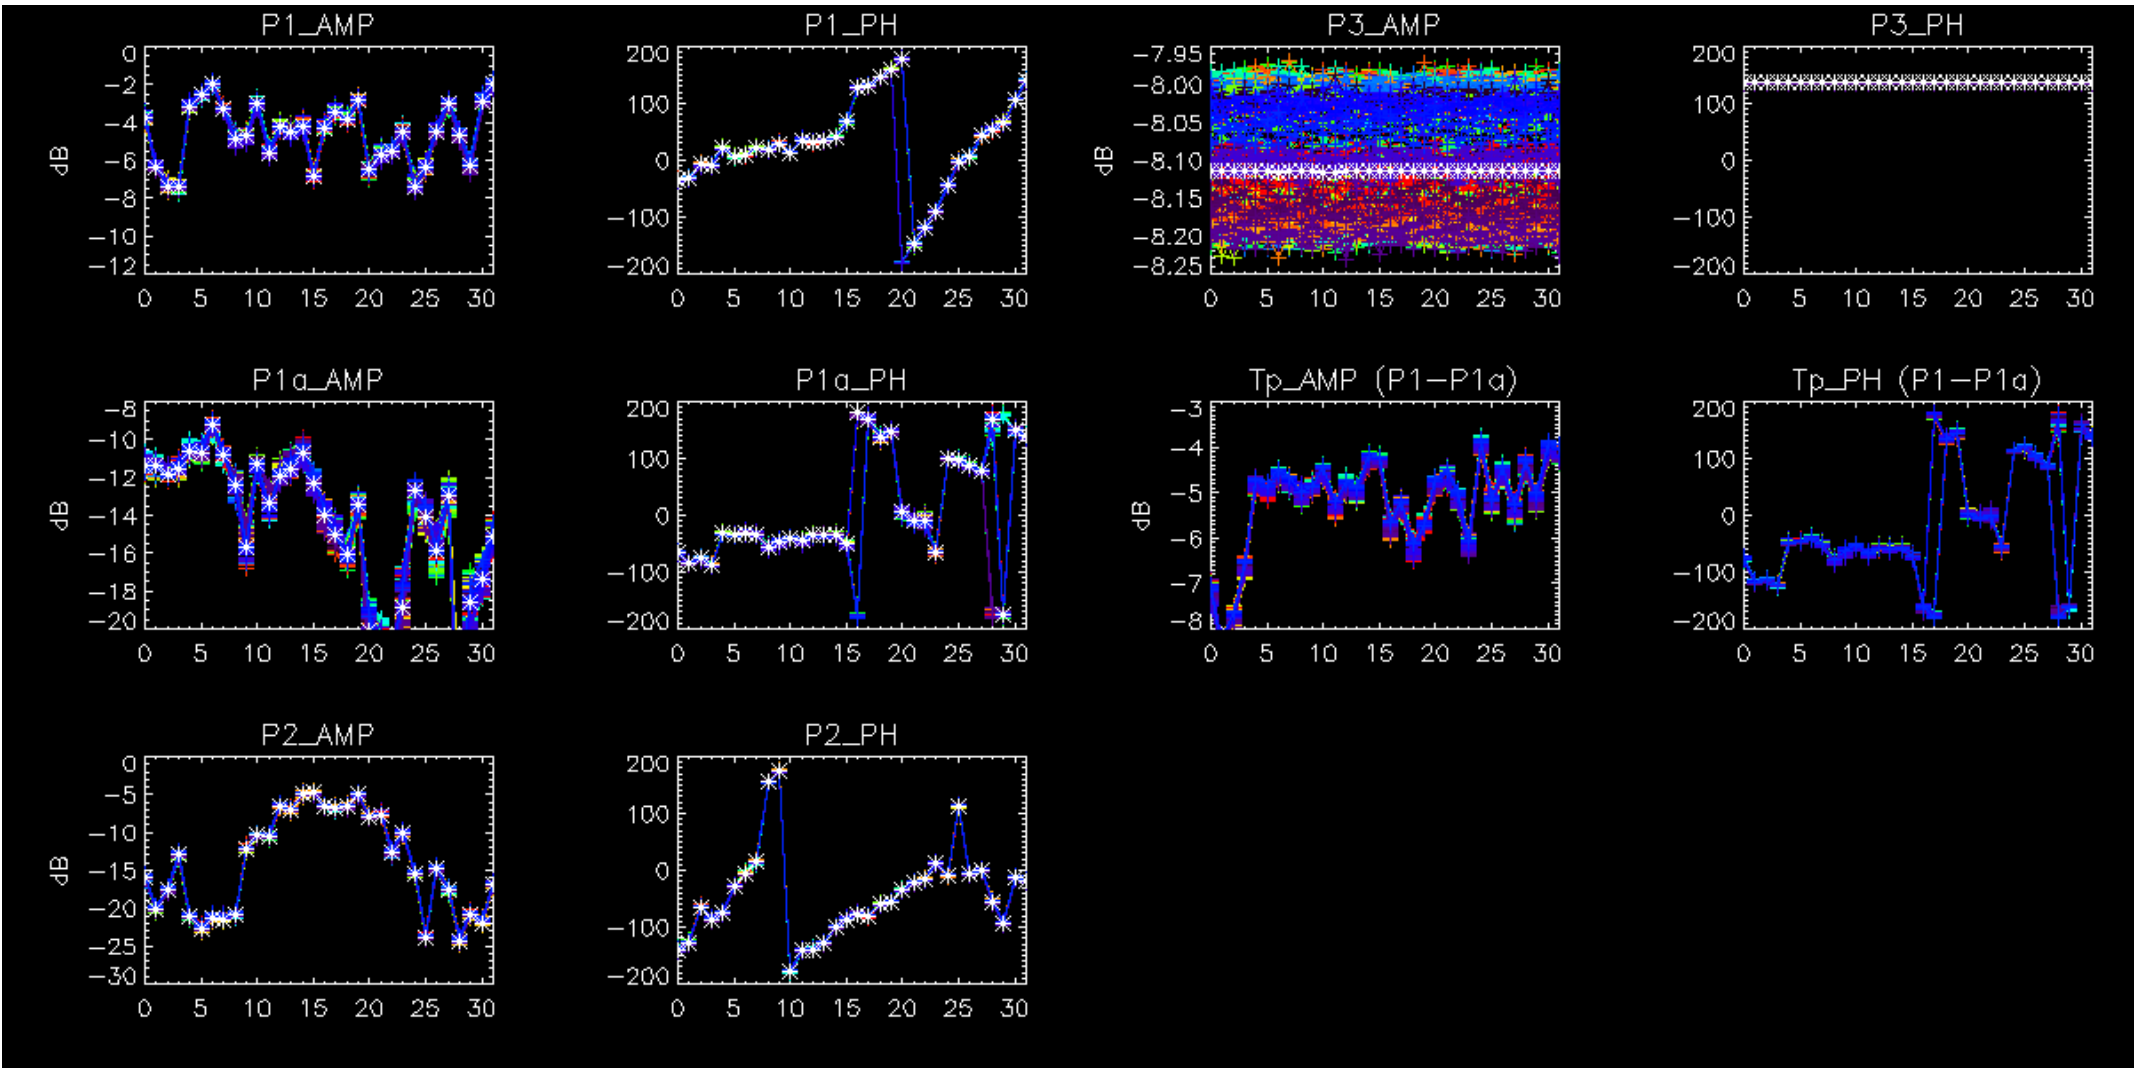 P1_AMP
dB
0
-2
-4
-6
-8
-10
-12
0 5 10 15 20 25 30
P1_PH
200
100
0
-100
-200
0 5 10 15 20 25 30
P3_AMP
dB
-7.95
-8.00
-8.05
-8.10
-8.15
-8.20
-8.25
0 5 10 15 20 25 30
P3_PH
200
100
0
-100
-200
0 5 10 15 20 25 30
P1a_AMP
dB
-8
-10
-12
-14
-16
-18
-20
0 5 10 15 20 25 30
P1a_PH
200
100
0
-100
-200
0 5 10 15 20 25 30
Tp_AMP (P1-P1a)
dB
-3
-4
-5
-6
-7
-8
0 5 10 15 20 25 30
Tp_PH (P1-P1a)
200
100
0
-100
-200
0 5 10 15 20 25 30
P2_AMP
dB
0
-5
-10
-15
-20
-25
-30
0 5 10 15 20 25 30
P2_PH
200
100
0
-100
-200
0 5 10 15 20 25 30